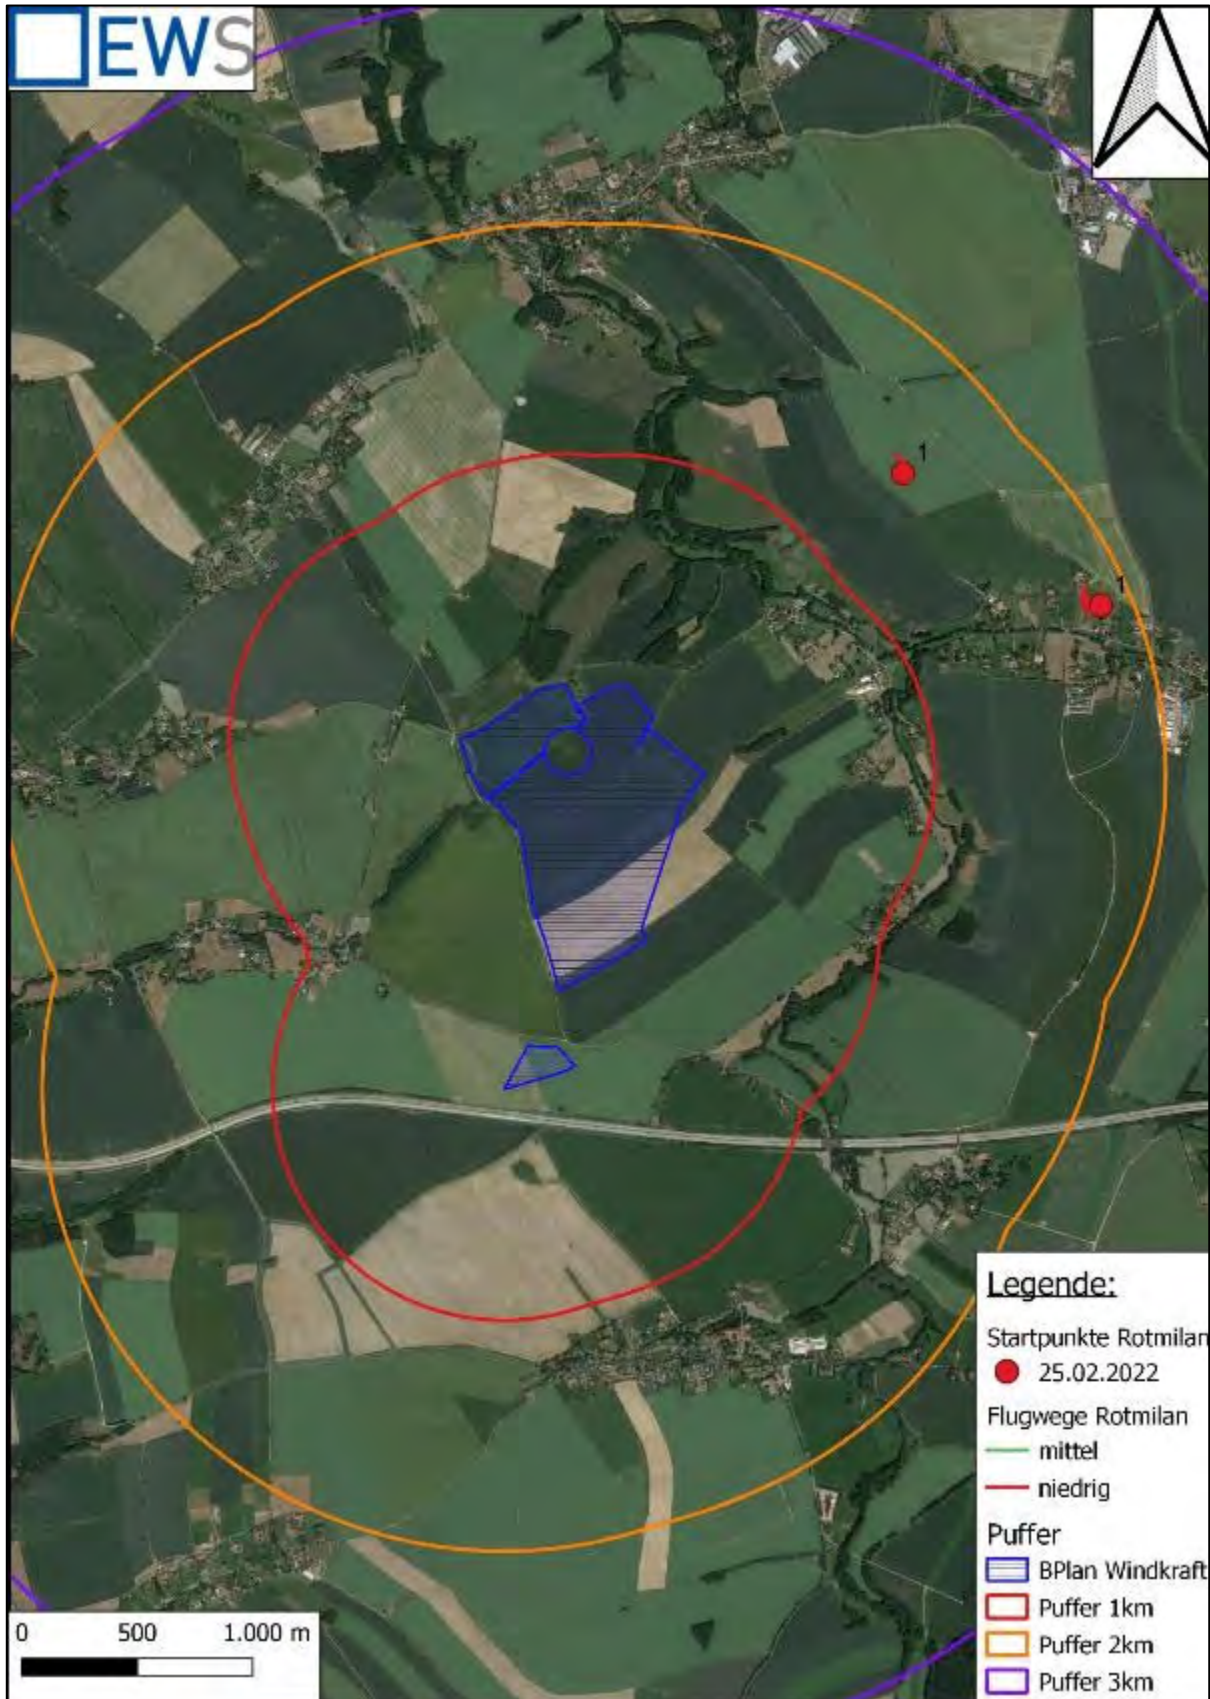 EWS
1
1
Legende:
Startpunkte Rotmilan
25.02.2022
Flugwege Rotmilan
mittel
niedrig
Puffer
BPlan Windkraft
Puffer 1km
Puffer 2km
Puffer 3km
0 500 1.000 m